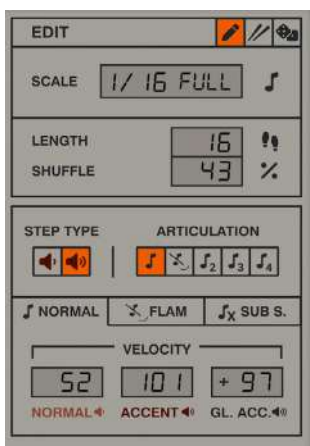 EDIT
SCALE 1/16 FULL
LENGTH 16
SHUFFLE 43 %
STEP TYPE ARTICULATION
2 3 4
NORMAL FLAM X SUB S.
VELOCITY
52 101 + 97
NORMAL ACCENT GL. ACC.